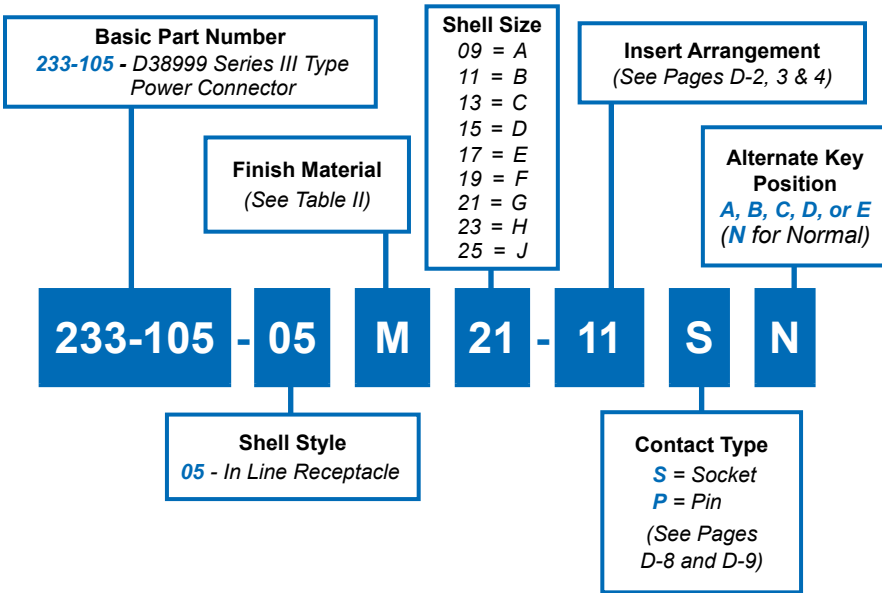 Basic Part Number
233-105 - D38999 Series III Type
Power Connector
Finish Material
(See Table II)
Shell Size
09 = A
11 = B
13 = C
15 = D
17 = E
19 = F
21 = G
23 = H
25 = J
Insert Arrangement
(See Pages D-2, 3 & 4)
Alternate Key
Position
A, B, C, D, or E
(N for Normal)
233-105 - 05 M 21 - 11 S N
Shell Style
05 - In Line Receptacle
Contact Type
S = Socket
P = Pin
(See Pages
D-8 and D-9)